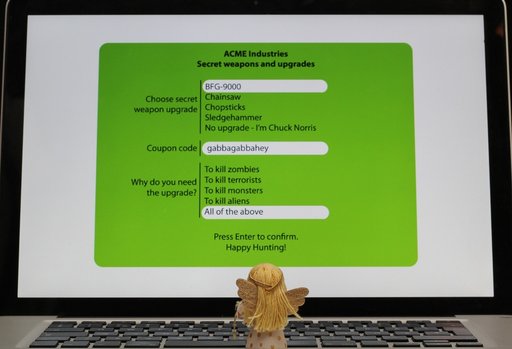 ACME Industries
Secret weapons and upgrades
BFG-9000
Choose secret weapon upgrade
Chainsaw
Chopsticks
Sledgehammer
No upgrade - I'm Chuck Norris
Coupon code
gabbagabbahey
Why do you need the upgrade?
To kill zombies
To kill terrorists
To kill monsters
To kill aliens
All of the above
Press Enter to confirm.
Happy Hunting!